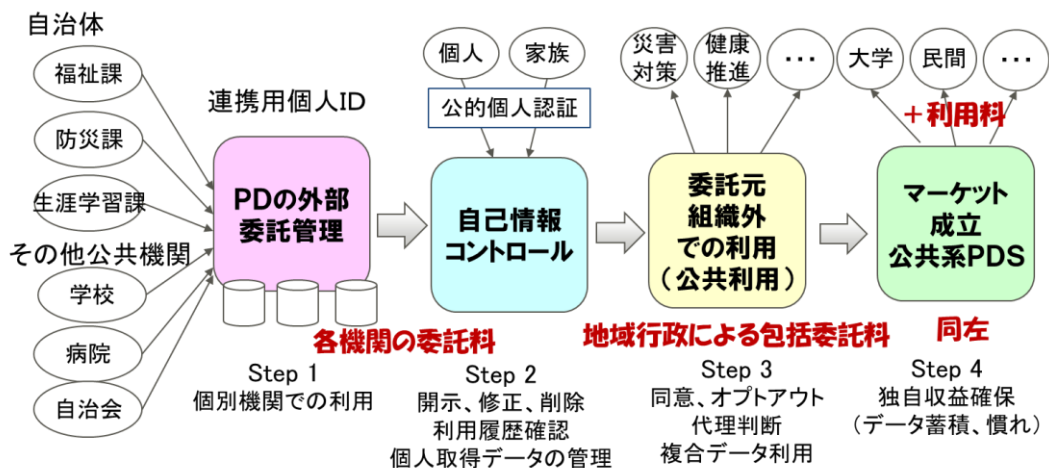 自治体
福祉課
防災課
生涯学習課
その他公共機関
学校
病院
自治会
連携用個人ID
PDの外部
委託管理
各機関の委託料
Step 1
個別機関での利用
個人
家族
公的個人認証
自己情報
コントロール
Step 2
開示、修正、削除
利用履歴確認
個人取得データの管理
災害
対策
健康
推進
・・・
委託元
組織外
での利用
（公共利用）
地域行政による包括委託料
Step 3
同意、オプトアウト
代理判断
複合データ利用
大学
民間
・・・
＋利用料
マーケット
成立
公共系PDS
同左
Step 4
独自収益確保
（データ蓄積、慣れ）